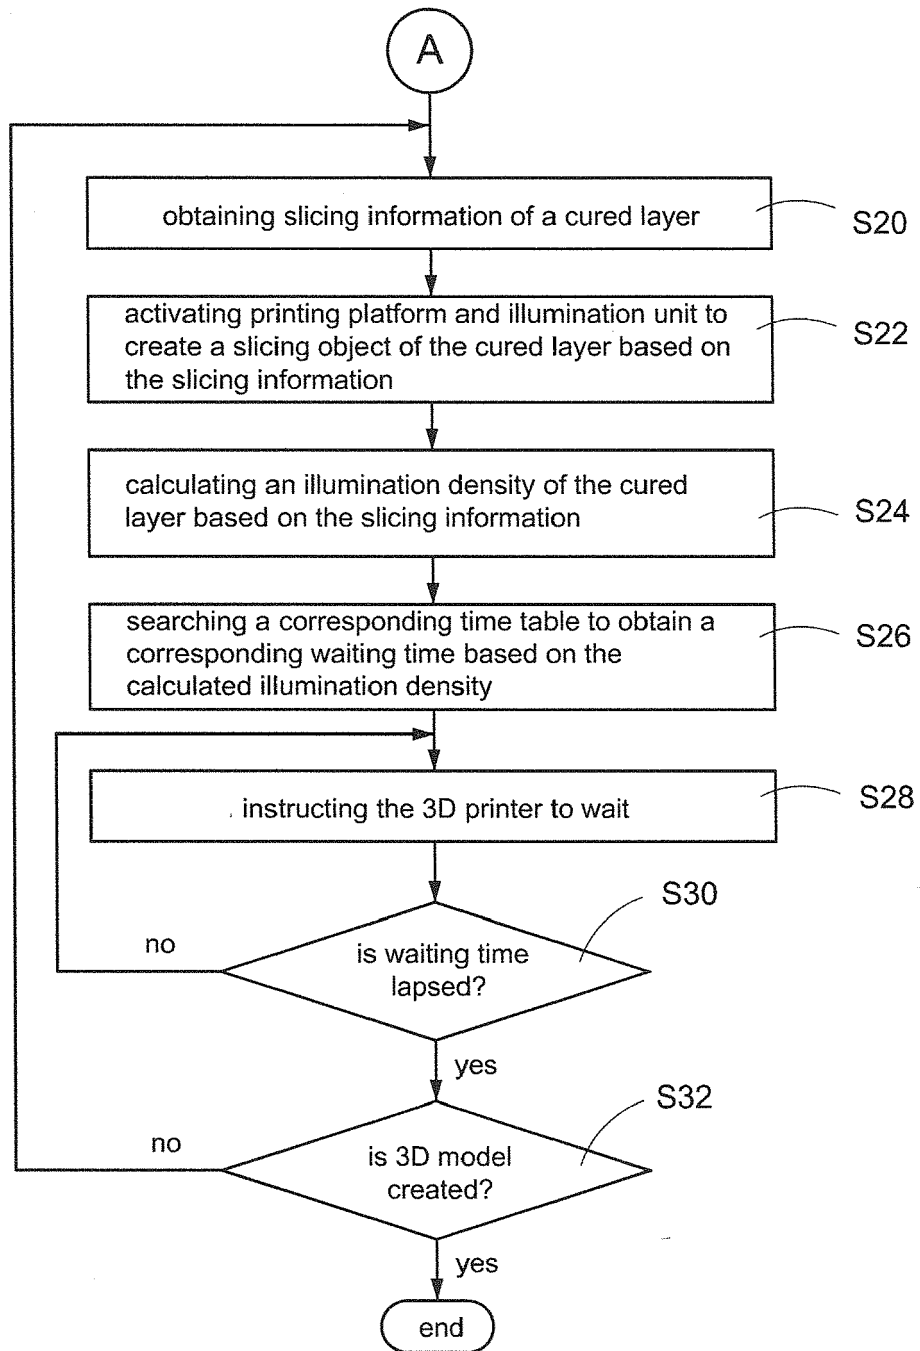 A
obtaining slicing information of a cured layer
S20
activating printing platform and illumination unit to
create a slicing object of the cured layer based on
the slicing information
S22
calculating an illumination density of the cured
layer based on the slicing information
S24
searching a corresponding time table to obtain a
corresponding waiting time based on the
calculated illumination density
S26
instructing the 3D printer to wait
S28
S30
no
is waiting time
lapsed?
yes
S32
no
is 3D model
created?
yes
end